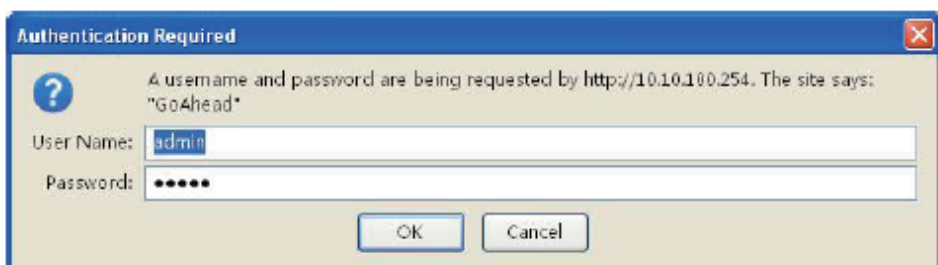 Authentication Required
A username and password are being requested by http://10.10.100.254. The site says:
"GoAhead"
User Name: admin
Password: •••••
OK Cancel